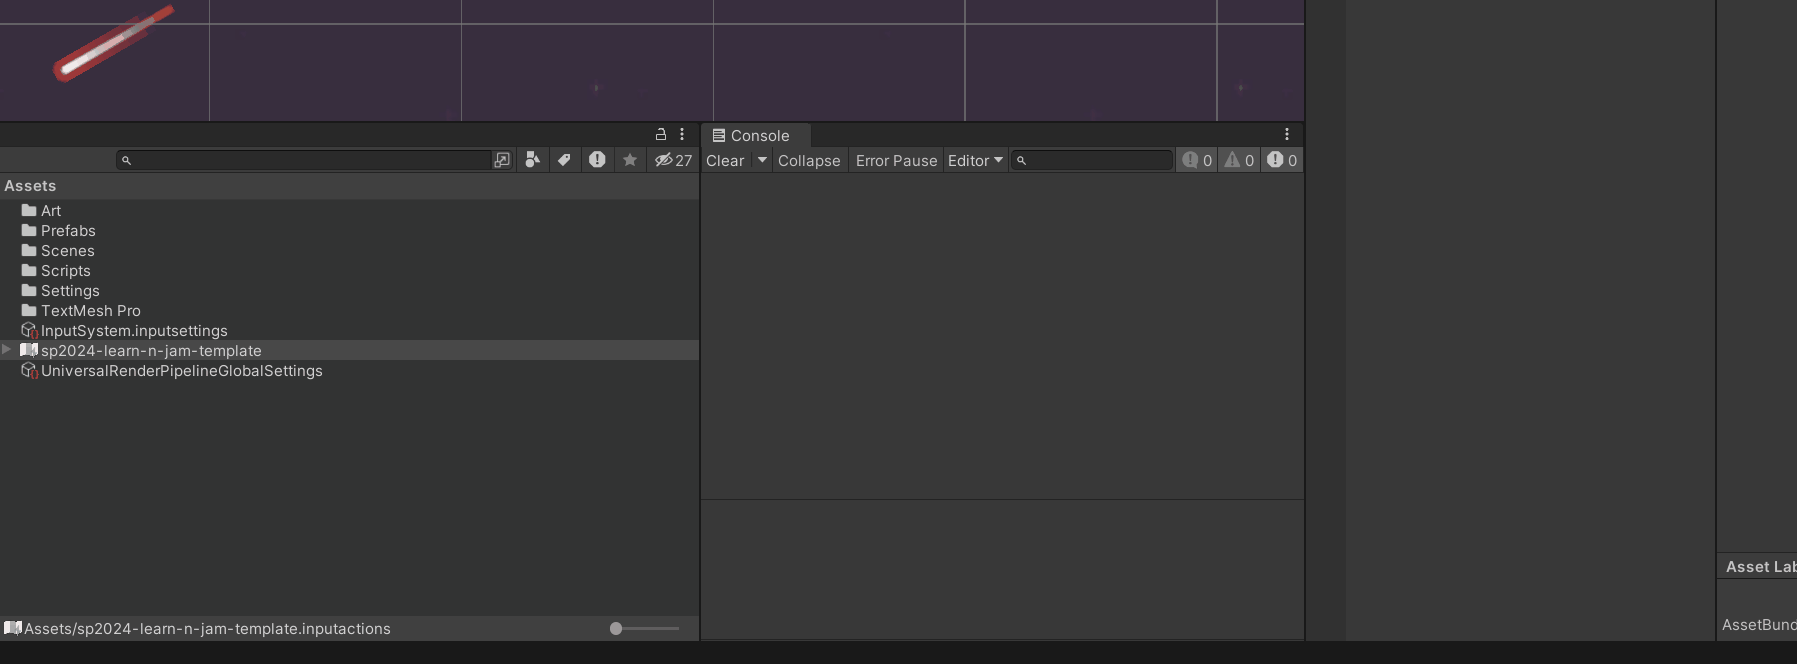 Console
27
Clear
Collapse
Error Pause
Editor
0
0
0
Assets
Art
Prefabs
Scenes
Scripts
Settings
TextMesh Pro
InputSystem.inputsettings
sp2024-learn-n-jam-template
UniversalRenderPipelineGlobalSettings
Asset Lab
Assets/sp2024-learn-n-jam-template.inputactions
AssetBund